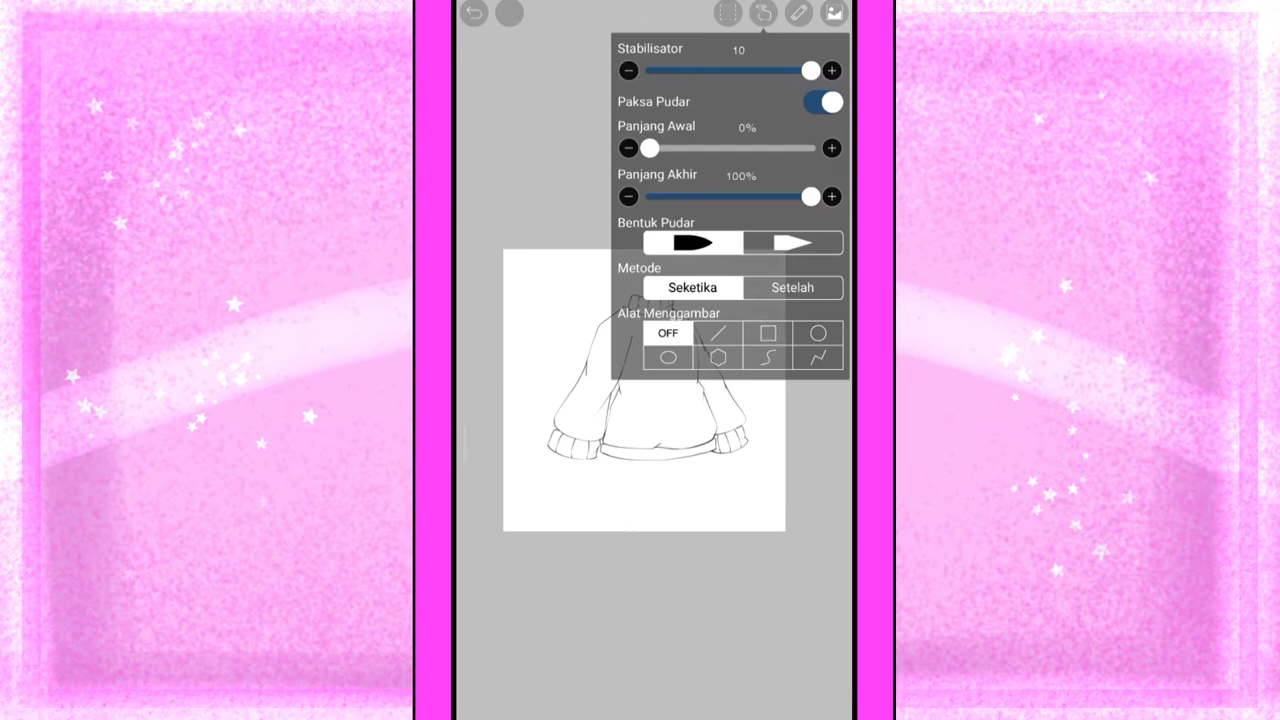 Stabilisator 10
Paksa Pudar
Panjang Awal 0%
Panjang Akhir 100%
Bentuk Pudar
Metode
Seketika Setelah
Alat Menggambar
OFF